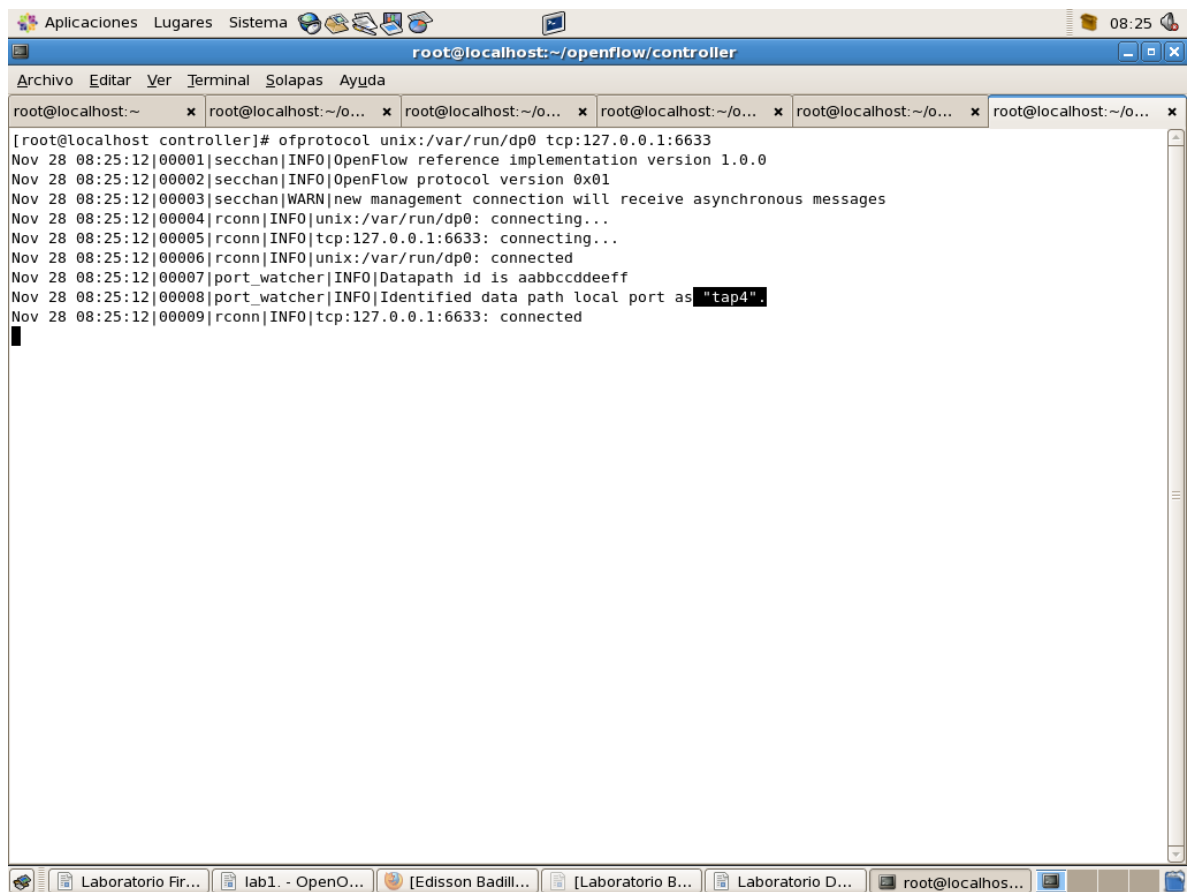 Aplicaciones Lugares Sistema 08:25
root@localhost:~/openflow/controller
Archivo Editar Ver Terminal Solapas Ayuda
root@localhost:~ root@localhost:~/o... root@localhost:~/o... root@localhost:~/o... root@localhost:~/o... root@localhost:~/o...
[root@localhost controller]# ofprotocol unix:/var/run/dp0 tcp:127.0.0.1:6633
Nov 28 08:25:12|00001|secchan|INFO|OpenFlow reference implementation version 1.0.0
Nov 28 08:25:12|00002|secchan|INFO|OpenFlow protocol version 0x01
Nov 28 08:25:12|00003|secchan|WARN|new management connection will receive asynchronous messages
Nov 28 08:25:12|00004|rconn|INFO|unix:/var/run/dp0: connecting...
Nov 28 08:25:12|00005|rconn|INFO|tcp:127.0.0.1:6633: connecting...
Nov 28 08:25:12|00006|rconn|INFO|unix:/var/run/dp0: connected
Nov 28 08:25:12|00007|port_watcher|INFO|Datapath id is aabbccddeeff
Nov 28 08:25:12|00008|port_watcher|INFO|Identified data path local port as "tap4".
Nov 28 08:25:12|00009|rconn|INFO|tcp:127.0.0.1:6633: connected
Laboratorio Fir... lab1. - OpenO... [Edisson Badill... [Laboratorio B... Laboratorio D... root@localhos...